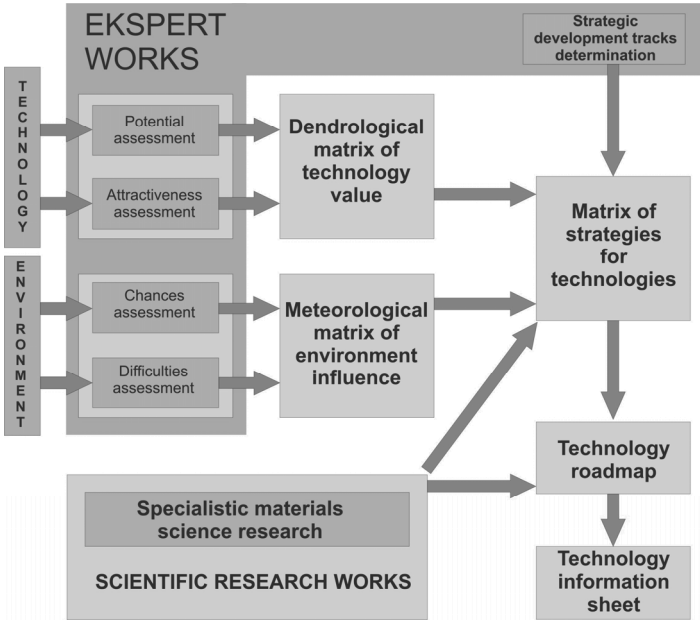 EKSPERT
WORKS
Strategic
development tracks
determination
TECHNOLOGY
Potential
assessment
Attractiveness
assessment
Dendrological
matrix of
technology
value
Matrix of
strategies
for
technologies
ENVIRONMENT
Chances
assessment
Difficulties
assessment
Meteorological
matrix of
environment
influence
Technology
roadmap
Specialistic materials
science research
SCIENTIFIC RESEARCH WORKS
Technology
information
sheet